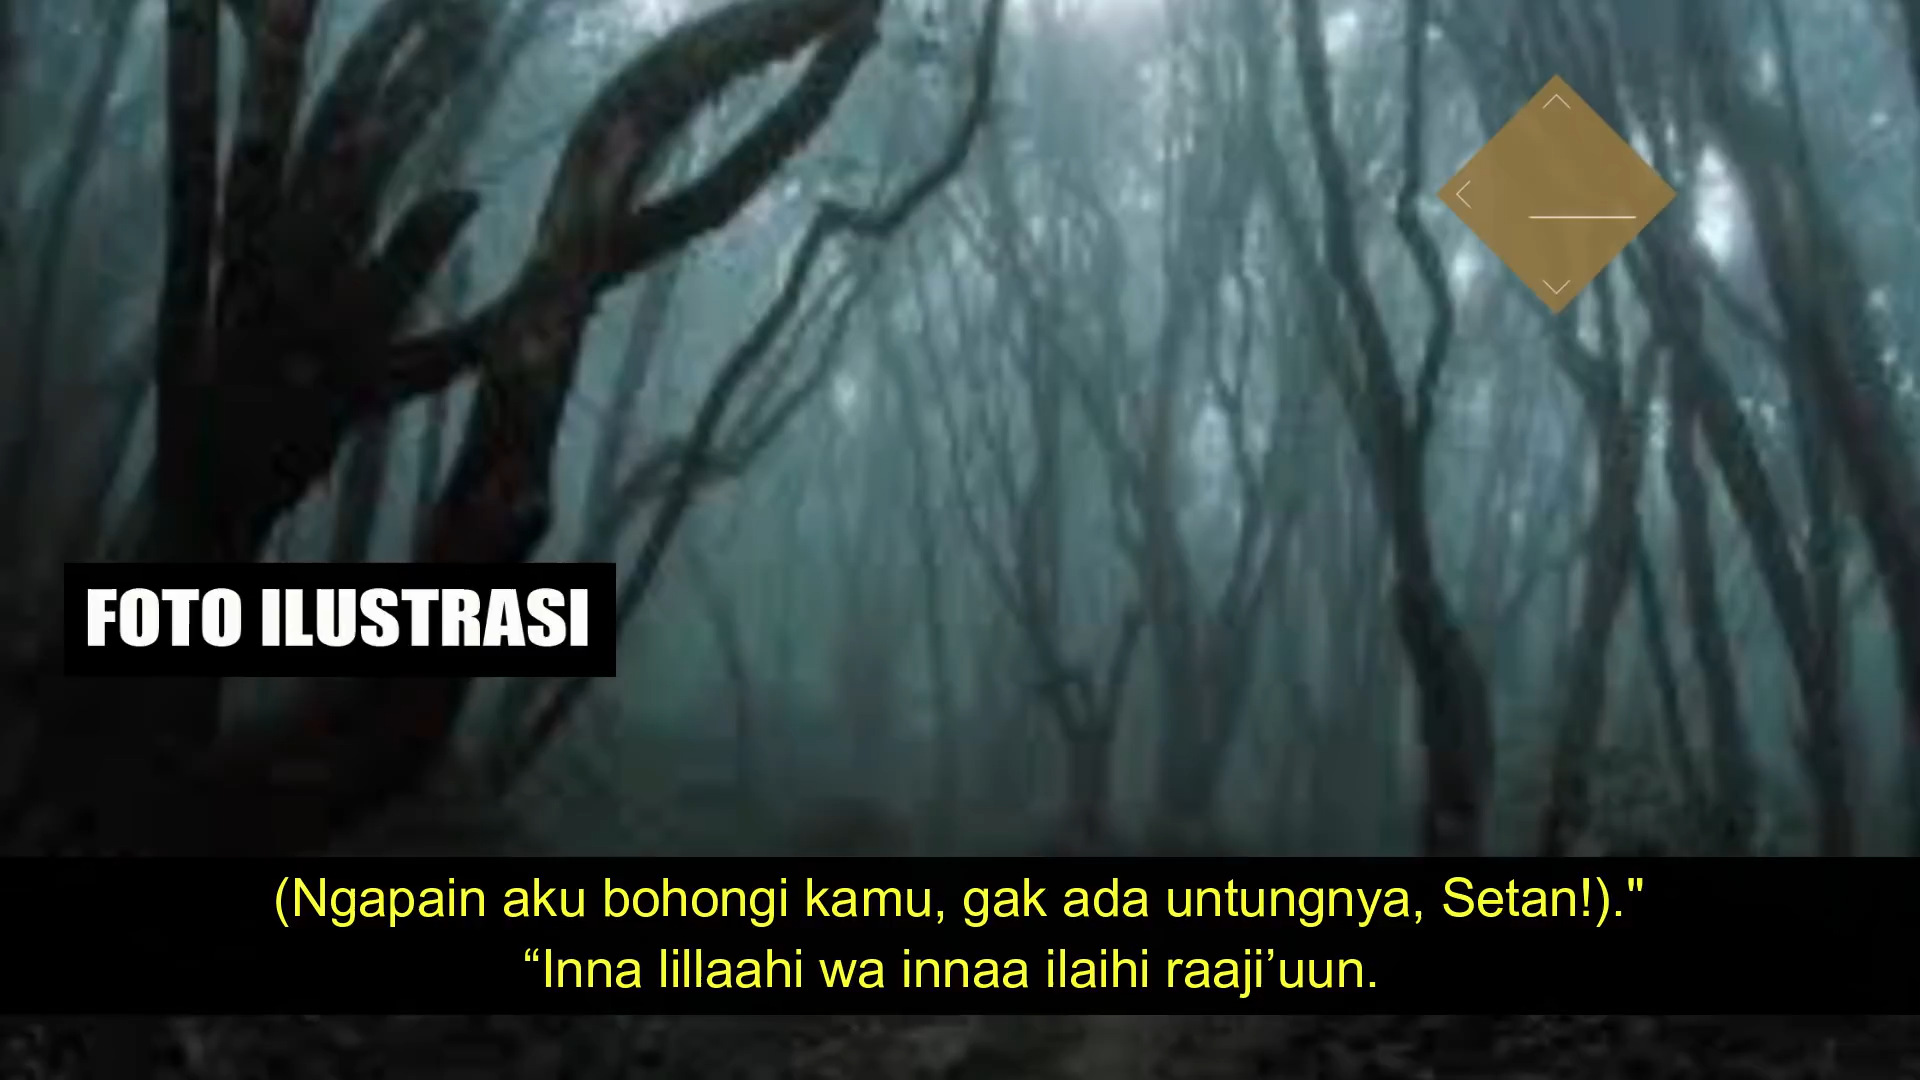 FOTO ILUSTRASI
(Ngapain aku bohongi kamu, gak ada untungnya, Setan!)."
“Inna lillaahi wa innaa ilaihi raaji’uun.